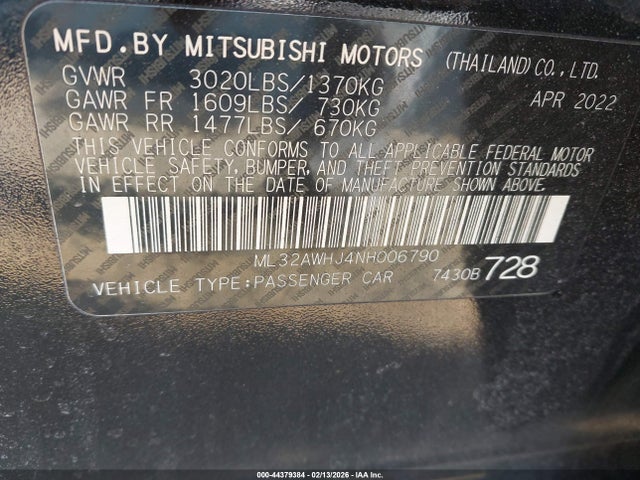 MFD.BY MITSUBISHI MOTORS (THAILAND)CO.,LTD.
GVWR 3020LBS/1370KG
GAWR FR 1609LBS/ 730KG APR 2022
GAWR RR 1477LBS/ 670KG
THIS VEHICLE CONFORMS TO ALL APPLICABLE FEDERAL MOTOR
VEHICLE SAFETY, BUMPER, AND THEFT PREVENTION STANDARDS
IN EFFECT ON THE DATE OF MANUFACTURE SHOWN ABOVE.
ML32AWHJ4NH006790
VEHICLE TYPE:PASSENGER CAR 7430B 728
000-44379384 - 02/13/2026 - IAA Inc.